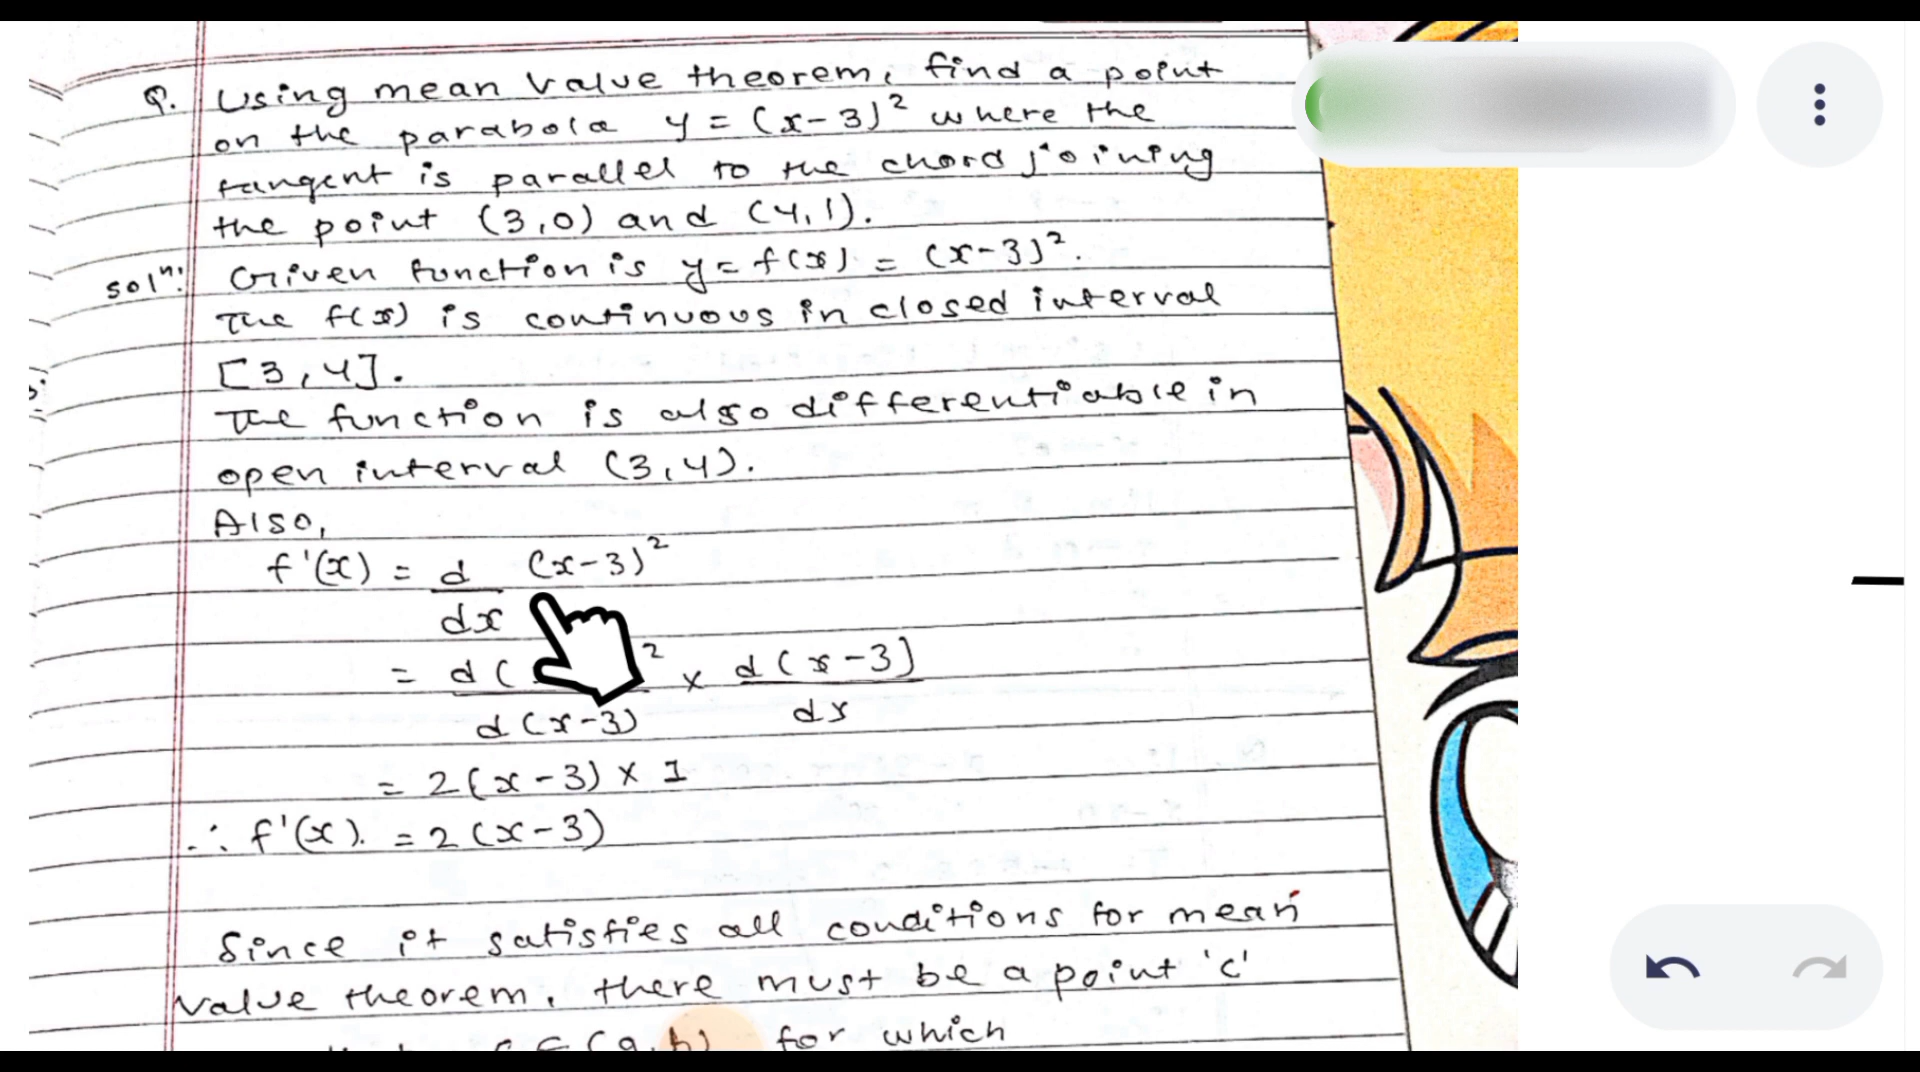 Q. Using mean value theorem, find a point
on the parabola y = (x-3)² where the
tangent is parallel to the chord joining
the point (3,0) and (4,1).
solⁿ: Given function is y = f(x) = (x-3)².
The f(x) is continuous in closed interval
[3,4].
The function is also differentiable in
open interval (3,4).
Also,
f'(x) = d/dx (x-3)²
= d( ² / d(x-3) × d(x-3)/dx
= 2(x-3) × 1
∴ f'(x). = 2(x-3)
Since it satisfies all conditions for mean
value theorem, there must be a point 'c'
for which